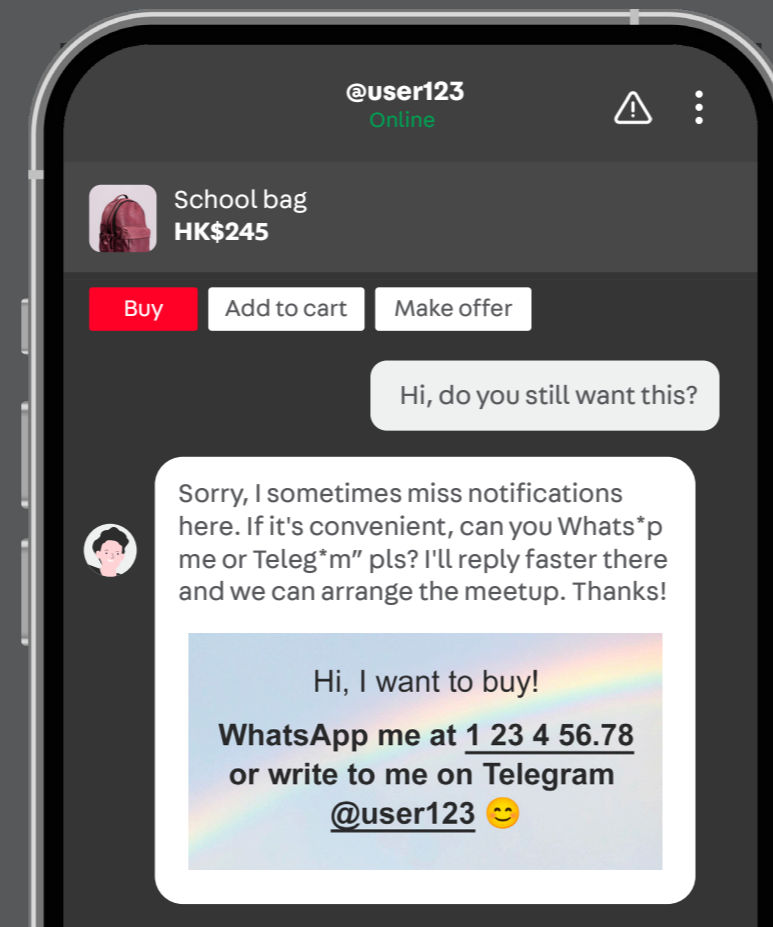 @user123
Online
School bag
HK$245
Buy
Add to cart
Make offer
Hi, do you still want this?
Sorry, I sometimes miss notifications
here. If it's convenient, can you Whats*p
me or Teleg*m” pls? I'll reply faster there
and we can arrange the meetup. Thanks!
Hi, I want to buy!
WhatsApp me at 1 23 4 56.78
or write to me on Telegram
@user123 😊